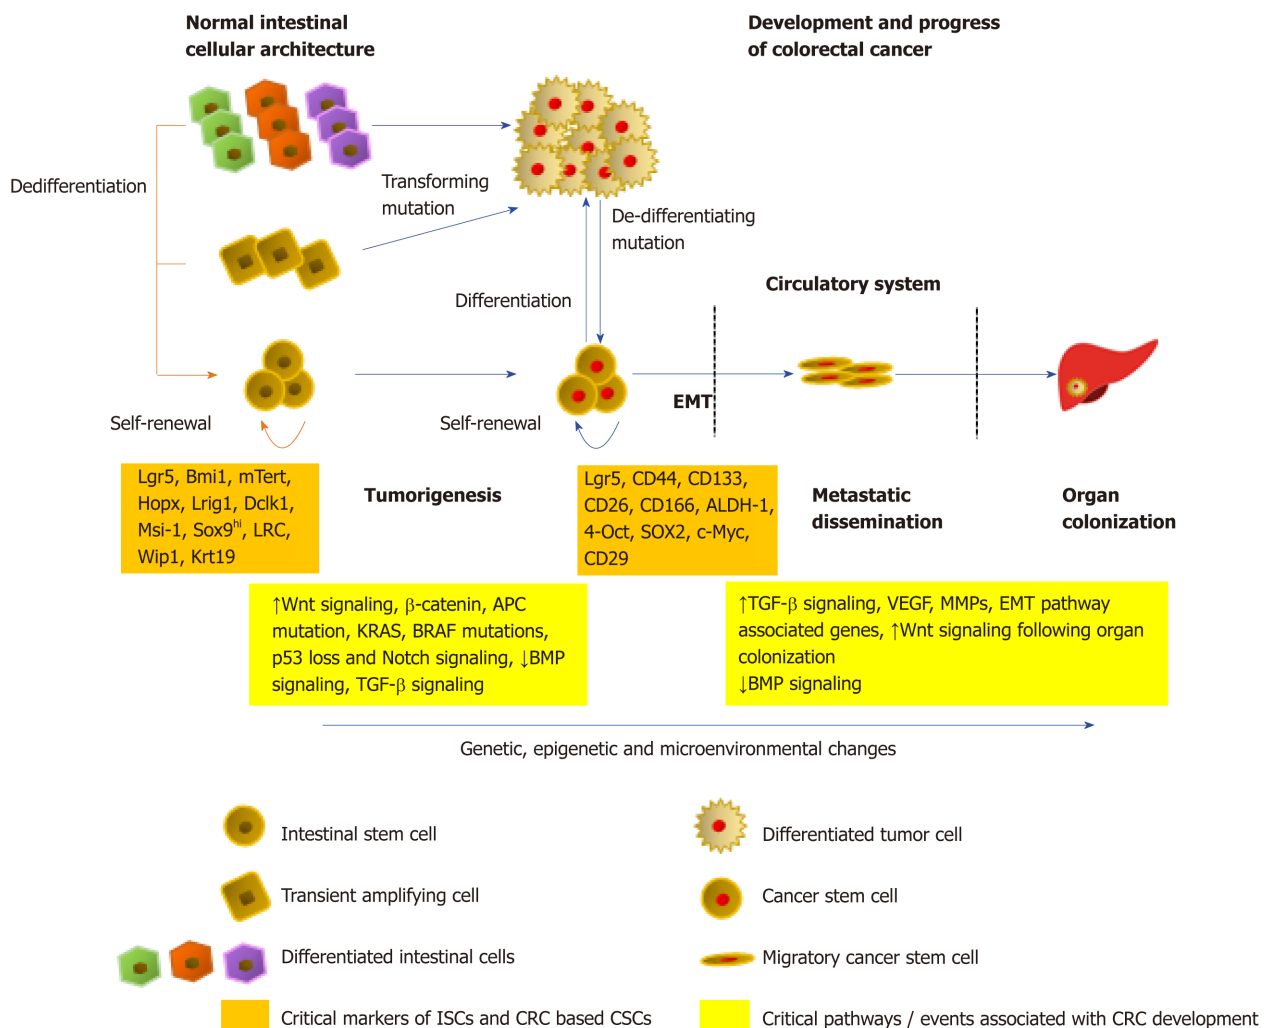 Normal intestinal
cellular architecture
Development and progress
of colorectal cancer
Dedifferentiation
Transforming
mutation
De-differentiating
mutation
Differentiation
Circulatory system
EMT
Self-renewal
Self-renewal
Lgr5, Bmi1, mTert,
Hopx, Lrig1, Dclk1,
Msi-1, Sox9hi, LRC,
Wip1, Krt19
Tumorigenesis
Lgr5, CD44, CD133,
CD26, CD166, ALDH-1,
4-Oct, SOX2, c-Myc,
CD29
Metastatic
dissemination
Organ
colonization
↑Wnt signaling, β-catenin, APC
mutation, KRAS, BRAF mutations,
p53 loss and Notch signaling, ↓BMP
signaling, TGF-β signaling
↑TGF-β signaling, VEGF, MMPs, EMT pathway
associated genes, ↑Wnt signaling following organ
colonization
↓BMP signaling
Genetic, epigenetic and microenvironmental changes
Intestinal stem cell
Differentiated tumor cell
Transient amplifying cell
Cancer stem cell
Differentiated intestinal cells
Migratory cancer stem cell
Critical markers of ISCs and CRC based CSCs
Critical pathways / events associated with CRC development